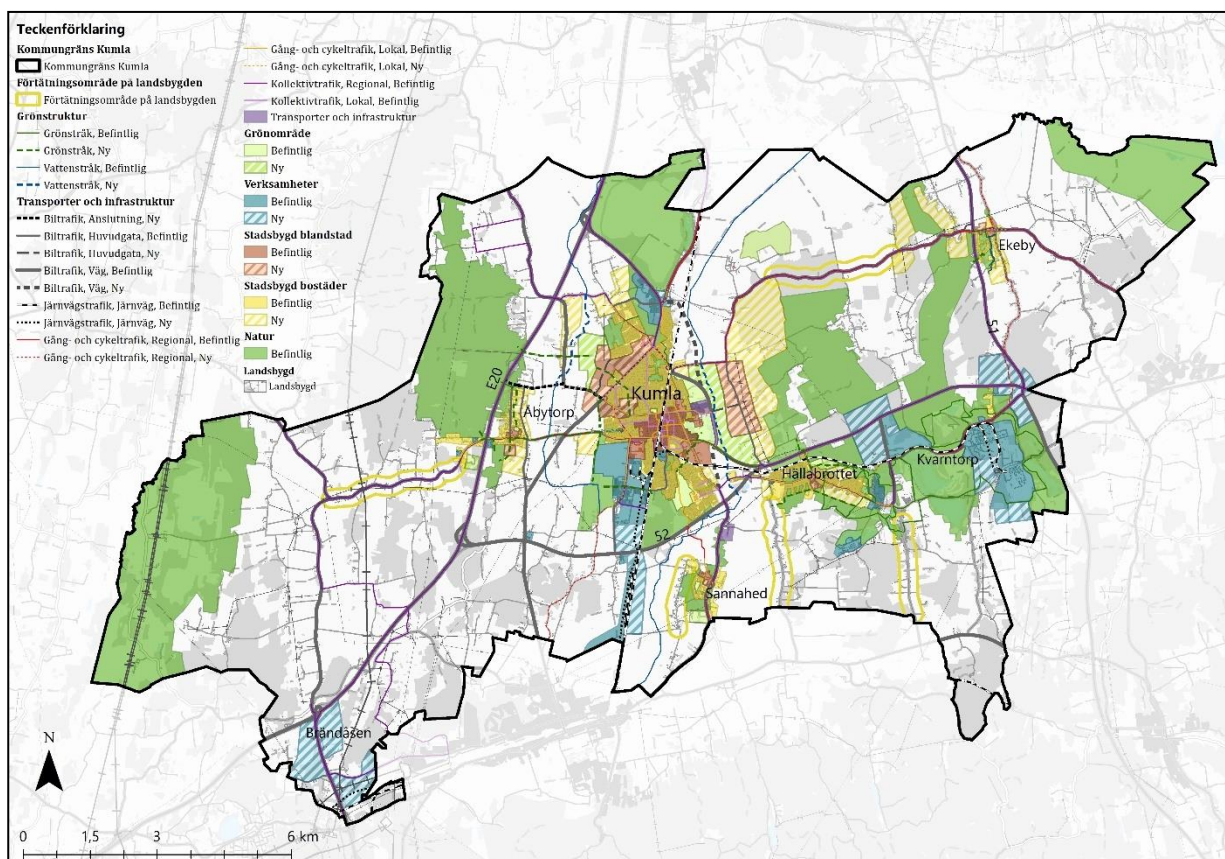 Teckenförklaring
Kommungräns Kumla
Kommungräns Kumla
Förtätningsområde på landsbygden
Förtätningsområde på landsbygden
Grönstruktur
Grönstråk, Befintlig
Grönstråk, Ny
Vattenstråk, Befintlig
Vattenstråk, Ny
Transporter och infrastruktur
Biltrafik, Anslutning, Ny
Biltrafik, Huvudgata, Befintlig
Biltrafik, Huvudgata, Ny
Biltrafik, Väg, Befintlig
Biltrafik, Väg, Ny
Järnvägstrafik, Järnväg, Befintlig
Järnvägstrafik, Järnväg, Ny
Gång- och cykeltrafik, Regional, Befintlig
Gång- och cykeltrafik, Regional, Ny
Gång- och cykeltrafik, Lokal, Befintlig
Gång- och cykeltrafik, Lokal, Ny
Kollektivtrafik, Regional, Befintlig
Kollektivtrafik, Lokal, Befintlig
Transporter och infrastruktur
Grönområde
Befintlig
Ny
Verksamheter
Befintlig
Ny
Stadsbygd blandstad
Befintlig
Ny
Stadsbygd bostäder
Befintlig
Ny
Natur
Befintlig
Landsbygd
Landsbygd
Ekeby
51
E20
Kumla
Åbytorp
Hällabrottet
Kvarntorp
52
Sannahed
Brändåsen
N
0 1,5 3 6 km